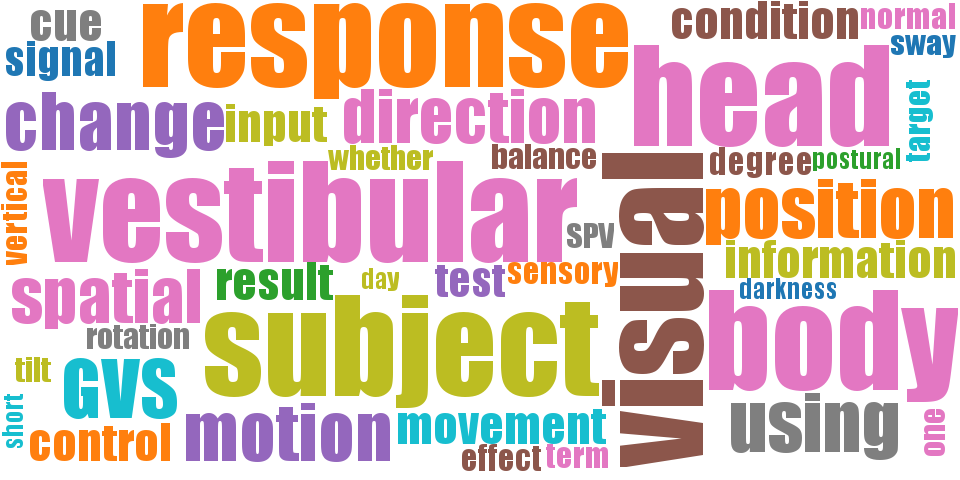 cue
response
condition
normal
signal
sway
head
change
input
direction
target
whether
balance
degree
postural
vertical
vestibular
visual
position
SPV
information
spatial
result
day
test
sensory
darkness
rotation
subject
body
tilt
GVS
short
control
motion
movement
using
one
effect
term